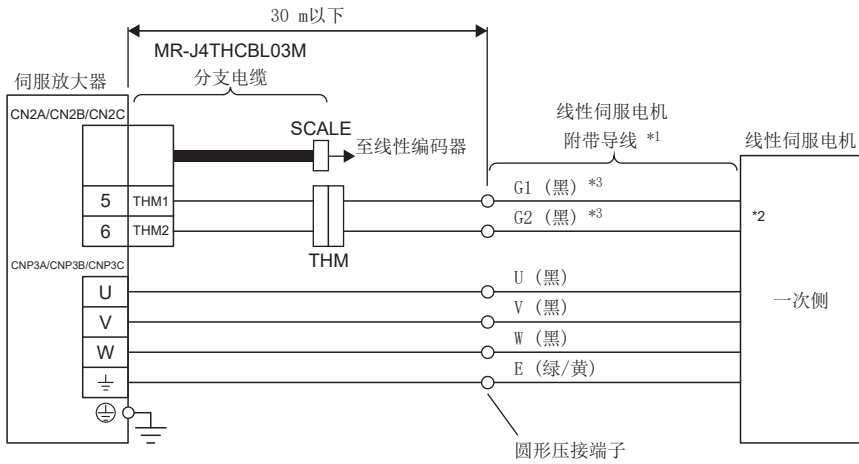 30 m以下
MR-J4THCBL03M
分支电缆
伺服放大器
CN2A/CN2B/CN2C
SCALE
至线性编码器
线性伺服电机
附带导线 *1
线性伺服电机
5 THM1
G1 (黑) *3
*2
6 THM2
G2 (黑) *3
THM
CNP3A/CNP3B/CNP3C
U
U (黑)
V
V (黑)
一次侧
W
W (黑)
E (绿/黄)
圆形压接端子